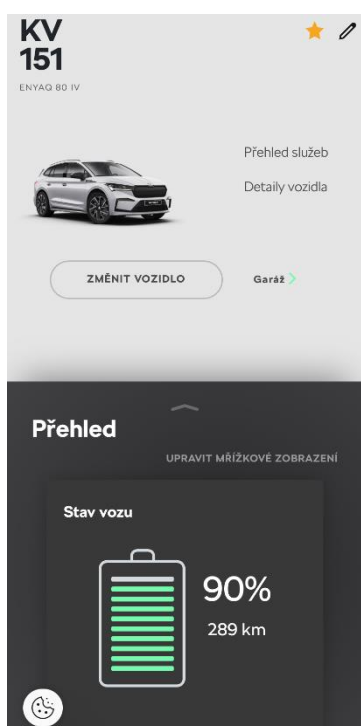 KV
151
ENYAQ 80 IV
Přehled služeb
Detaily vozidla
ZMĚNIT VOZIDLO
Garáž
Přehled
UPRAVIT MŘÍŽKOVÉ ZOBRAZENÍ
Stav vozu
90%
289 km